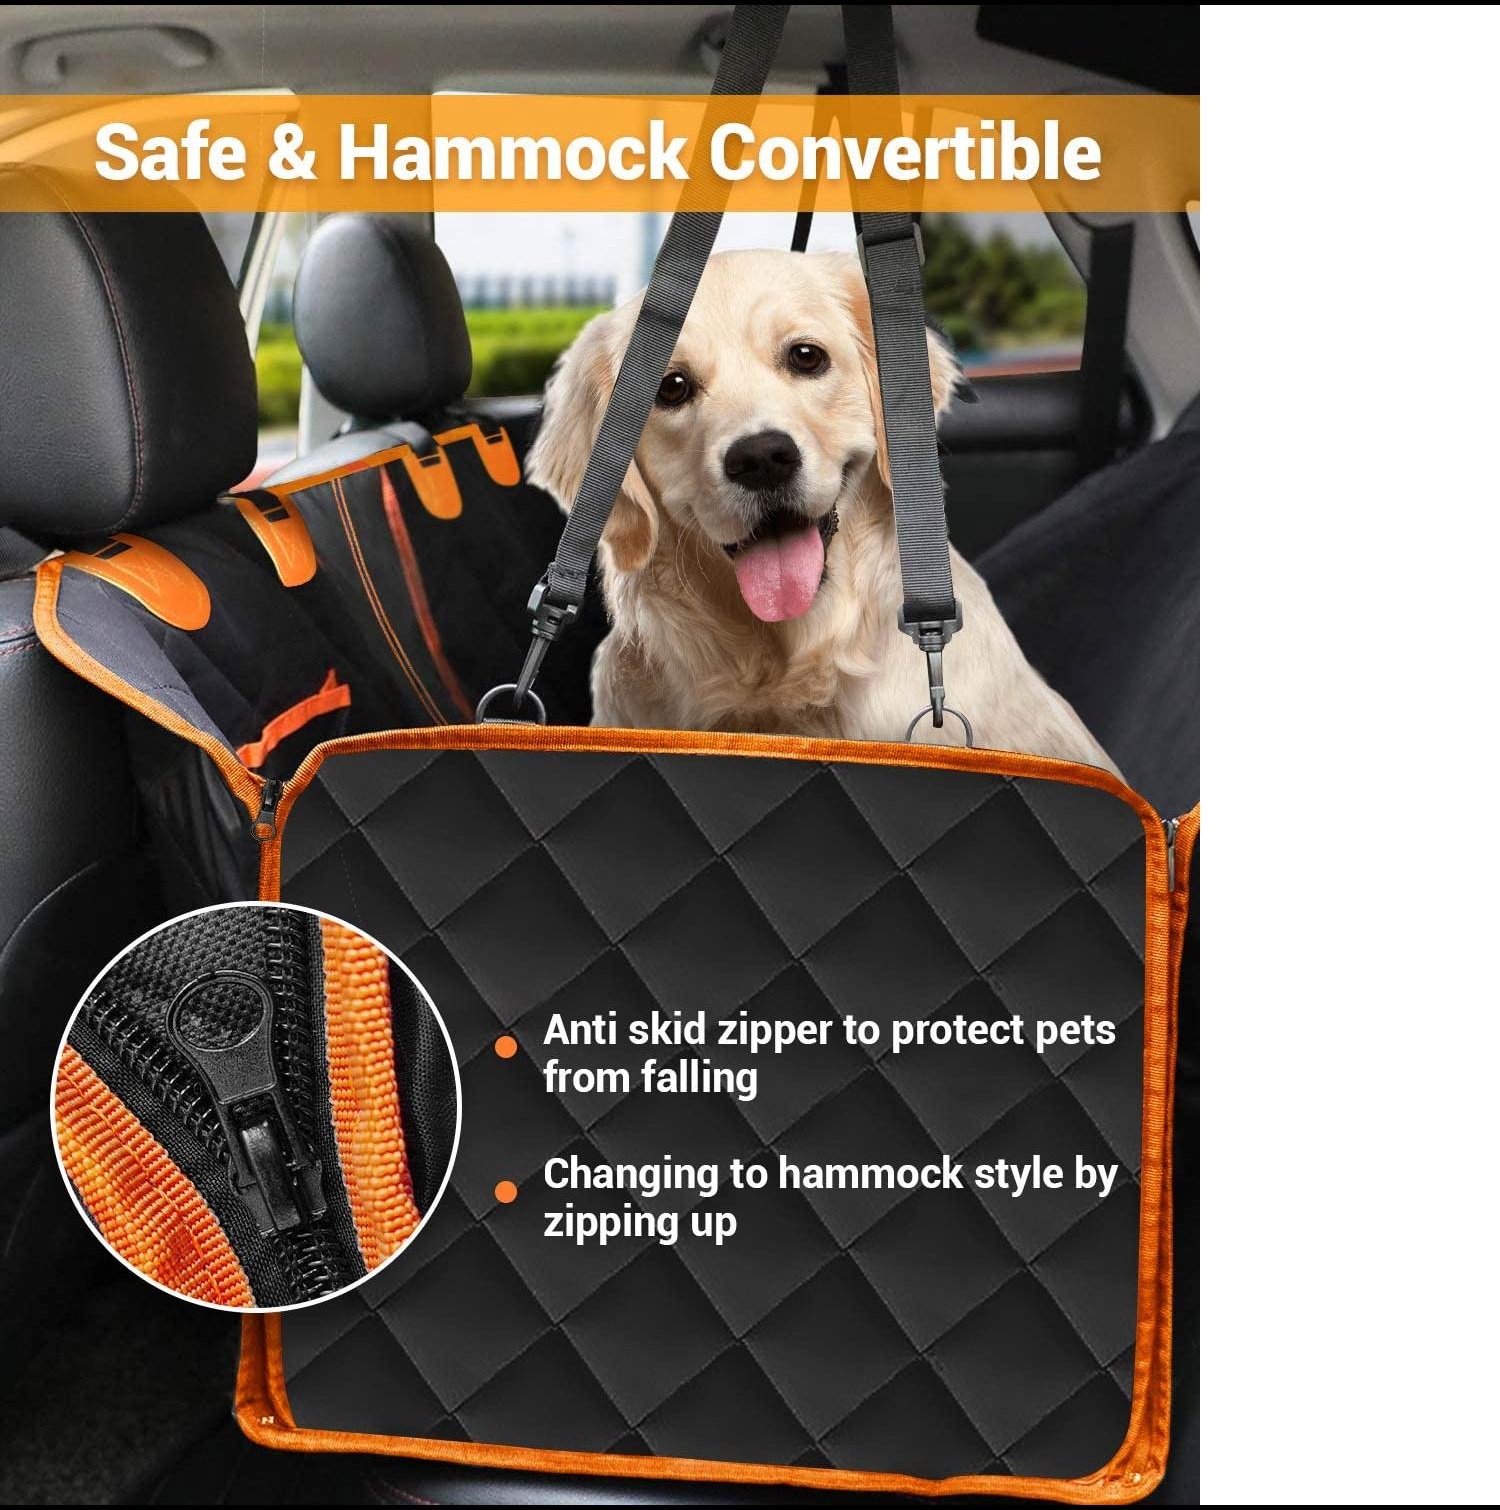 Safe & Hammock Convertible
Anti skid zipper to protect pets
from falling
Changing to hammock style by
zipping up